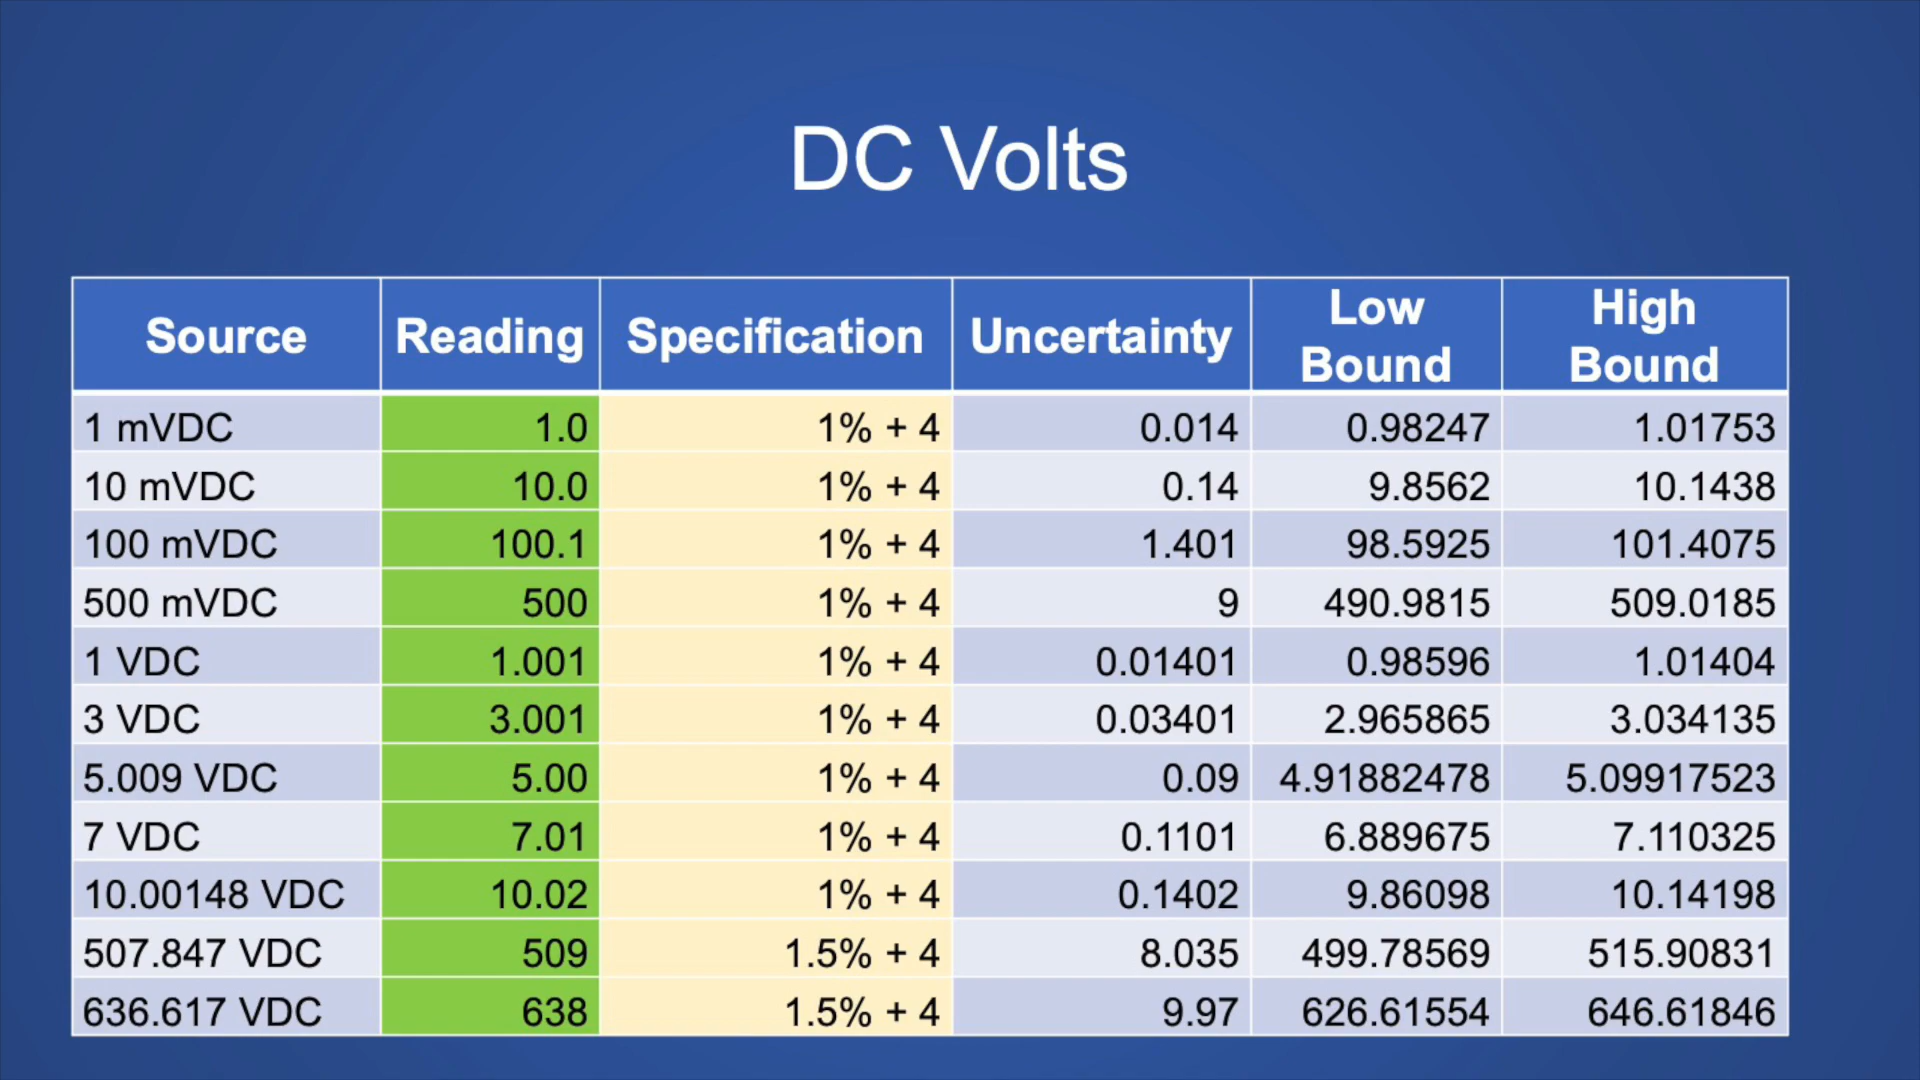 DC Volts
Source Reading Specification Uncertainty Low Bound High Bound
1 mVDC 1.0 1% + 4 0.014 0.98247 1.01753
10 mVDC 10.0 1% + 4 0.14 9.8562 10.1438
100 mVDC 100.1 1% + 4 1.401 98.5925 101.4075
500 mVDC 500 1% + 4 9 490.9815 509.0185
1 VDC 1.001 1% + 4 0.01401 0.98596 1.01404
3 VDC 3.001 1% + 4 0.03401 2.965865 3.034135
5.009 VDC 5.00 1% + 4 0.09 4.91882478 5.09917523
7 VDC 7.01 1% + 4 0.1101 6.889675 7.110325
10.00148 VDC 10.02 1% + 4 0.1402 9.86098 10.14198
507.847 VDC 509 1.5% + 4 8.035 499.78569 515.90831
636.617 VDC 638 1.5% + 4 9.97 626.61554 646.61846